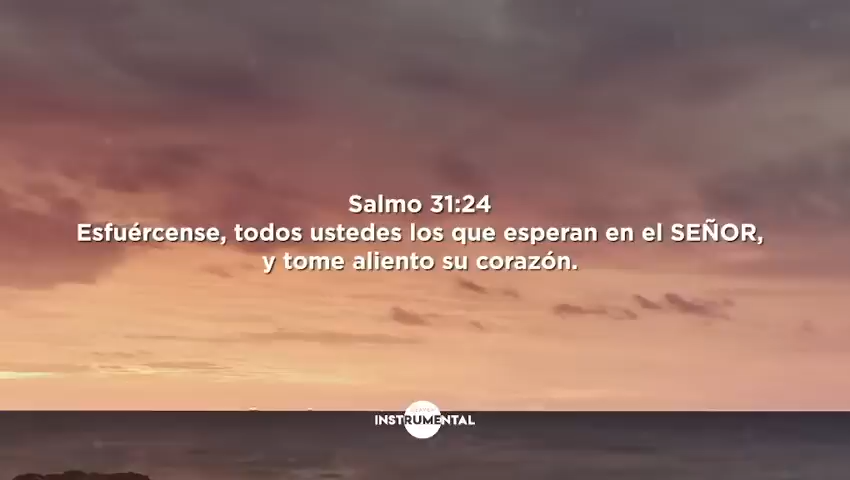 Salmo 31:24
Esfuércense, todos ustedes los que esperan en el SEÑOR,
y tome aliento su corazón.
INSTRUMENTAL